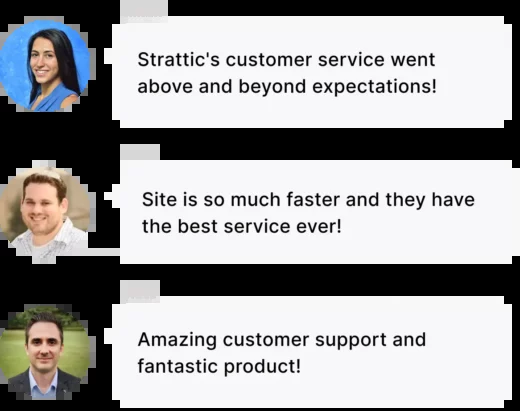 Strattic's customer service went
above and beyond expectations!
Site is so much faster and they have
the best service ever!
Amazing customer support and
fantastic product!